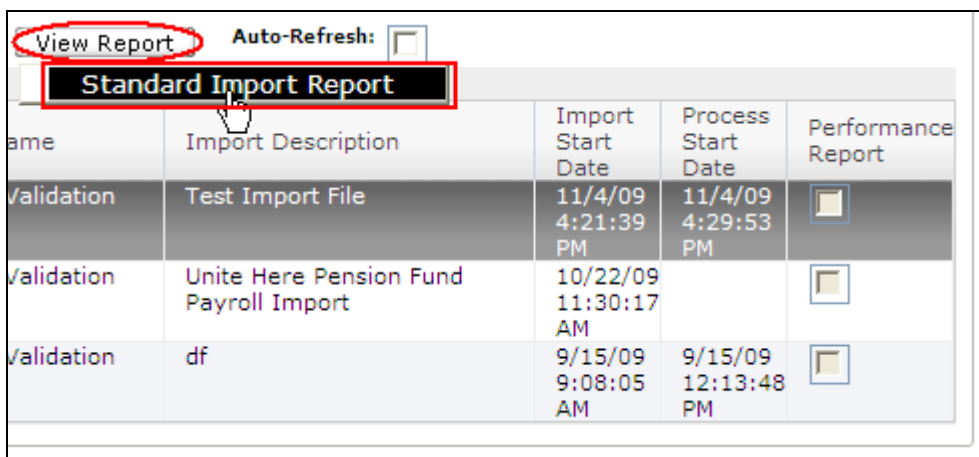 View Report Auto-Refresh:
Standard Import Report
ame Import Description Import Start Date Process Start Date Performance Report
Validation Test Import File 11/4/09 4:21:39 PM 11/4/09 4:29:53 PM
Validation Unite Here Pension Fund Payroll Import 10/22/09 11:30:17 AM
Validation df 9/15/09 9:08:05 AM 9/15/09 12:13:48 PM